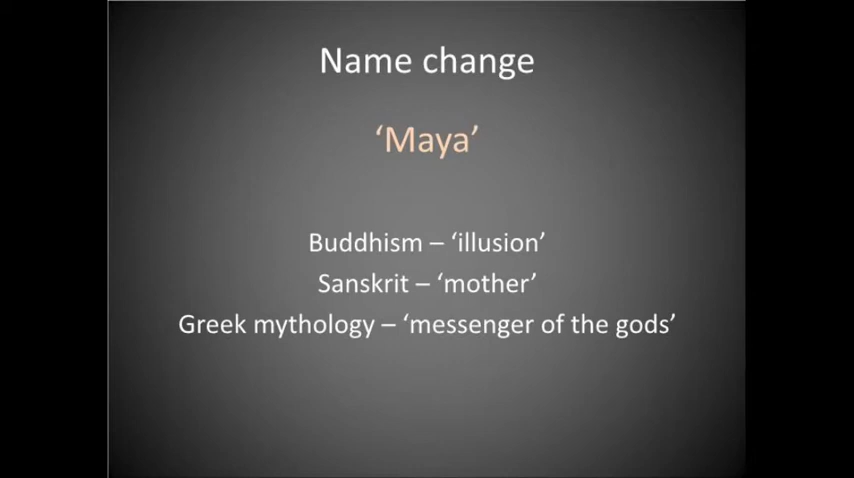 Name change
‘Maya’
Buddhism – ‘illusion’
Sanskrit – ‘mother’
Greek mythology – ‘messenger of the gods’